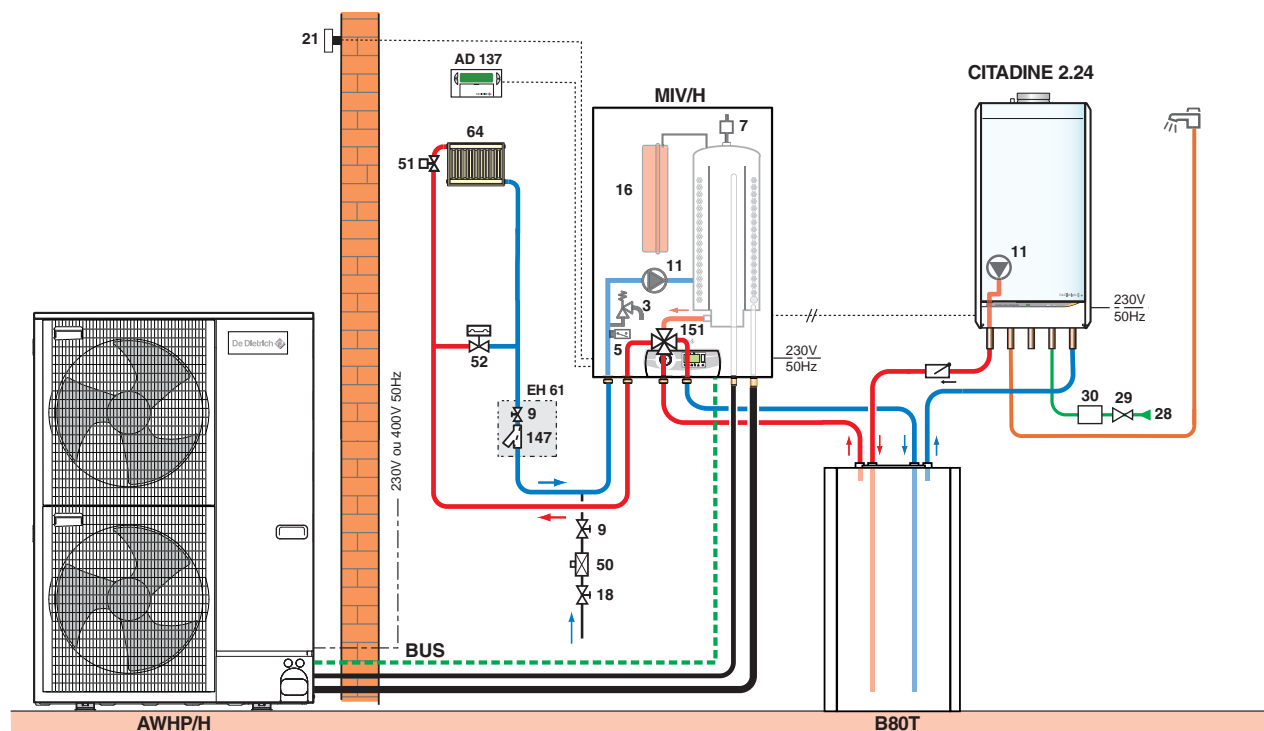 21
AD 137
MIV/H
CITADINE 2.24
7
64
51
16
11
11
3
151
5
230V
50Hz
230V
50Hz
De Dietrich
52
EH 61
9
147
30
29
28
230V ou 400V 50Hz
9
50
18
BUS
AWHP/H
B80T